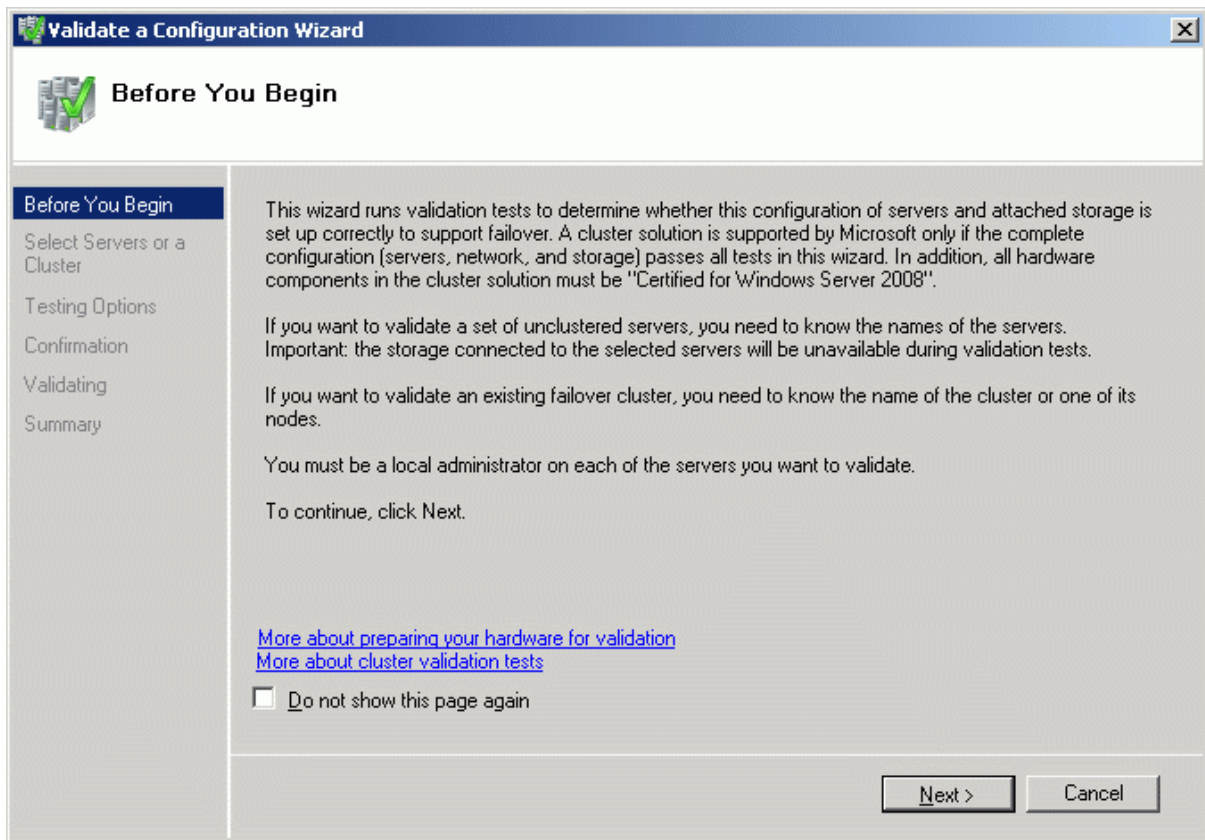 Validate a Configuration Wizard
Before You Begin
Before You Begin
Select Servers or a
Cluster
Testing Options
Confirmation
Validating
Summary
This wizard runs validation tests to determine whether this configuration of servers and attached storage is
set up correctly to support failover. A cluster solution is supported by Microsoft only if the complete
configuration (servers, network, and storage) passes all tests in this wizard. In addition, all hardware
components in the cluster solution must be "Certified for Windows Server 2008".
If you want to validate a set of unclustered servers, you need to know the names of the servers.
Important: the storage connected to the selected servers will be unavailable during validation tests.
If you want to validate an existing failover cluster, you need to know the name of the cluster or one of its
nodes.
You must be a local administrator on each of the servers you want to validate.
To continue, click Next.
More about preparing your hardware for validation
More about cluster validation tests
Do not show this page again
Next >
Cancel